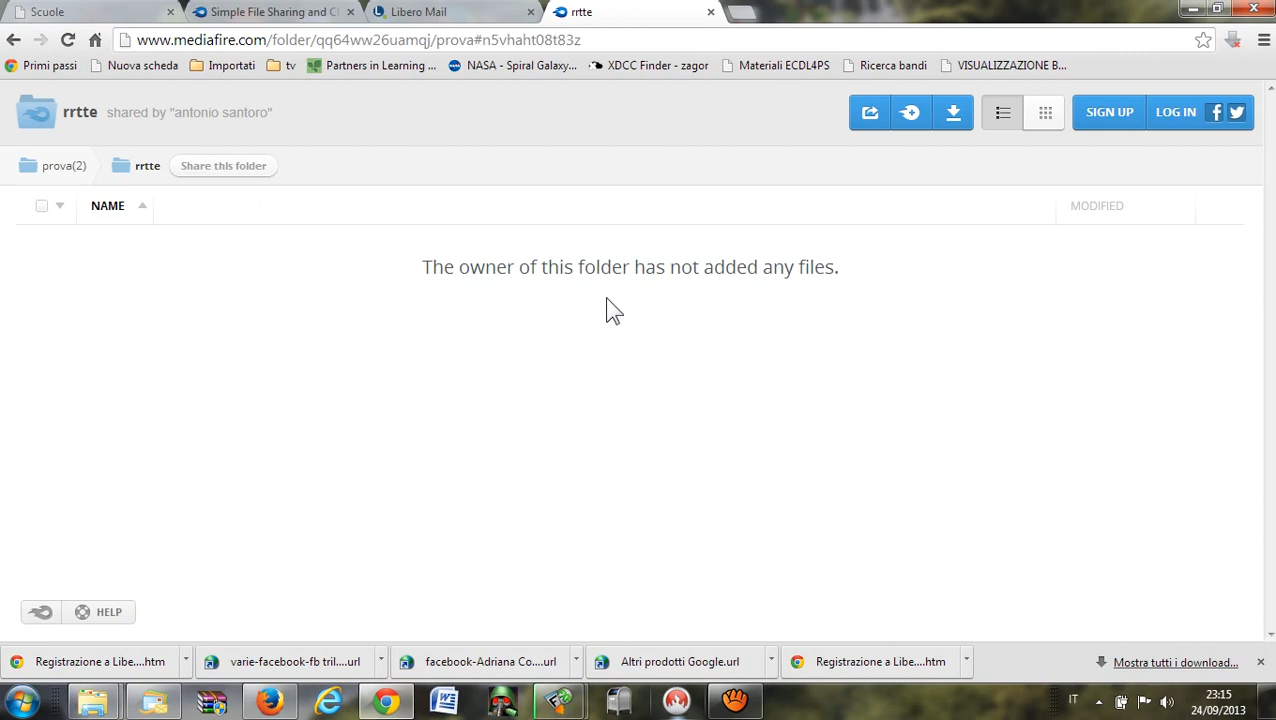 Scuole
Simple File Sharing and Cl
Libero Mail
rrtte
www.mediafire.com/folder/qq64ww26uamqj/prova#n5vhaht08t83z
Primi passi
Nuova scheda
Importati
tv
Partners in Learning ...
NASA - Spiral Galaxy...
XDCC Finder - zagor
Materiali ECDL4PS
Ricerca bandi
VISUALIZZAZIONE B...
rrtte shared by "antonio santoro"
SIGN UP
LOG IN
prova(2)
rrtte
Share this folder
NAME
MODIFIED
The owner of this folder has not added any files.
HELP
Registrazione a Libe....htm
varie-facebook-fb tril....url
facebook-Adriana Co....url
Altri prodotti Google.url
Registrazione a Libe....htm
Mostra tutti i download...
IT
23:15
24/09/2013